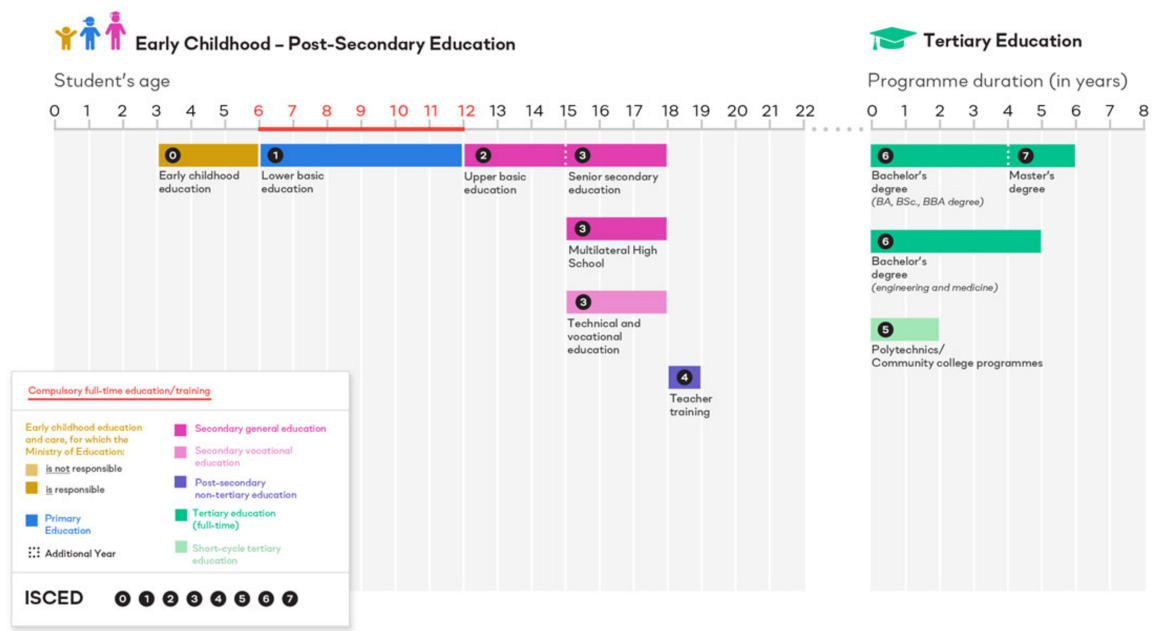 Early Childhood – Post-Secondary Education
Tertiary Education
Student's age
Programme duration (in years)
0 1 2 3 4 5 6 7 8 9 10 11 12 13 14 15 16 17 18 19 20 21 22
0 1 2 3 4 5 6 7 8
0
Early childhood
education
1
Lower basic
education
2
Upper basic
education
3
Senior secondary
education
3
Multilateral High
School
3
Technical and
vocational
education
4
Teacher
training
6
Bachelor's
degree
(BA, BSc., BBA degree)
7
Master's
degree
6
Bachelor's
degree
(engineering and medicine)
5
Polytechnics/
Community college programmes
Compulsory full-time education/training
Early childhood education
and care, for which the
Ministry of Education:
is not responsible
is responsible
Primary
Education
Additional Year
Secondary general education
Secondary vocational
education
Post-secondary
non-tertiary education
Tertiary education
(full-time)
Short-cycle tertiary
education
ISCED 0 1 2 3 4 5 6 7